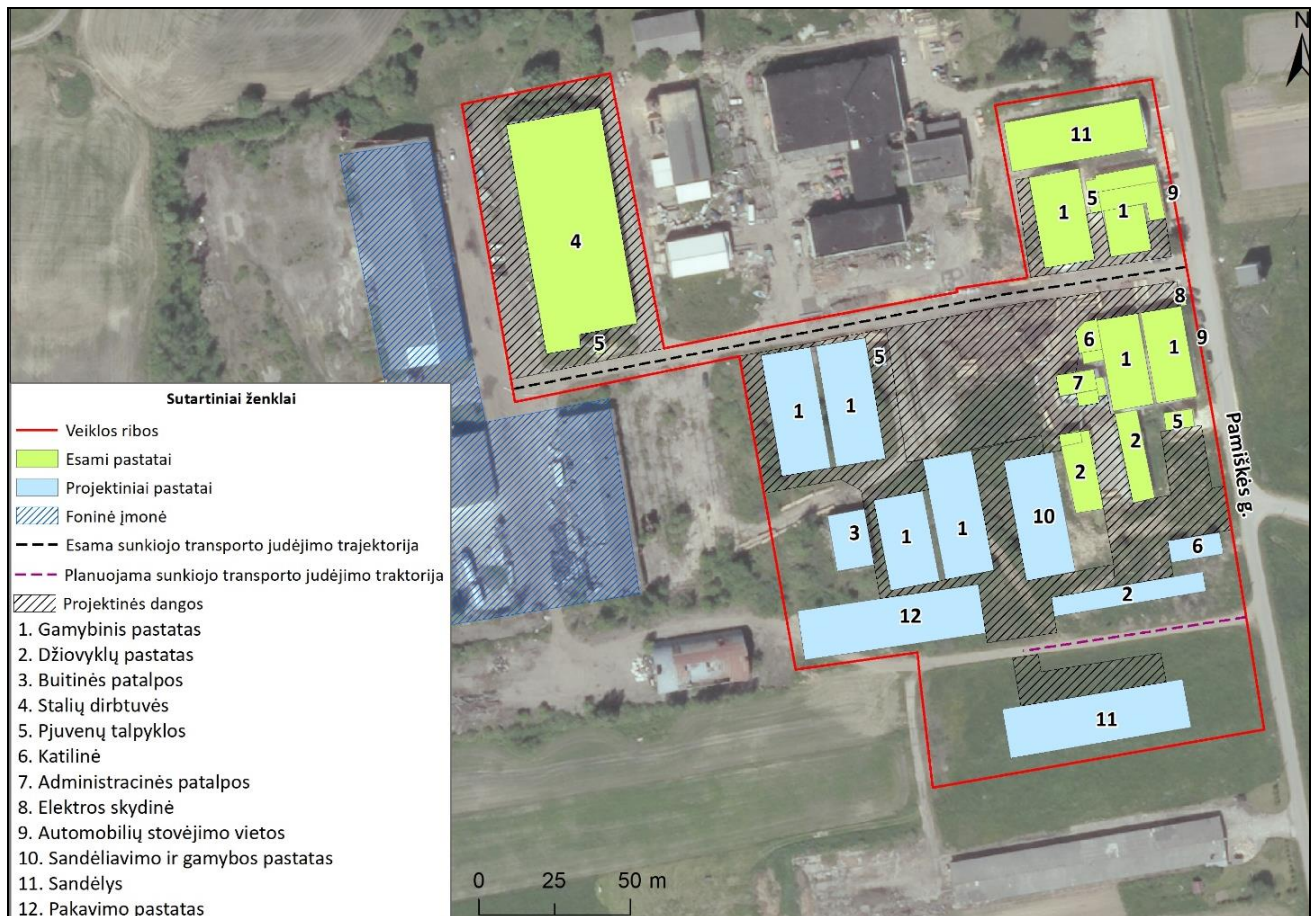 N
11
1
5
1
9
4
8
6
1
1
9
5
5
7
1
1
2
5
2
Pamiškės g.
3
1
1
10
6
2
12
11
Sutartiniai ženklai
Veiklos ribos
Esami pastatai
Projektiniai pastatai
Foninė įmonė
Esama sunkiojo transporto judėjimo trajektorija
Planuojama sunkiojo transporto judėjimo traktorija
Projektinės dangos
1. Gamybinis pastatas
2. Džiovyklų pastatas
3. Buitinės patalpos
4. Stalių dirbtuvės
5. Pjuvenų talpyklos
6. Katilinė
7. Administracinės patalpos
8. Elektros skydinė
9. Automobilių stovėjimo vietos
10. Sandėliavimo ir gamybos pastatas
11. Sandėlys
12. Pakavimo pastatas
0 25 50 m